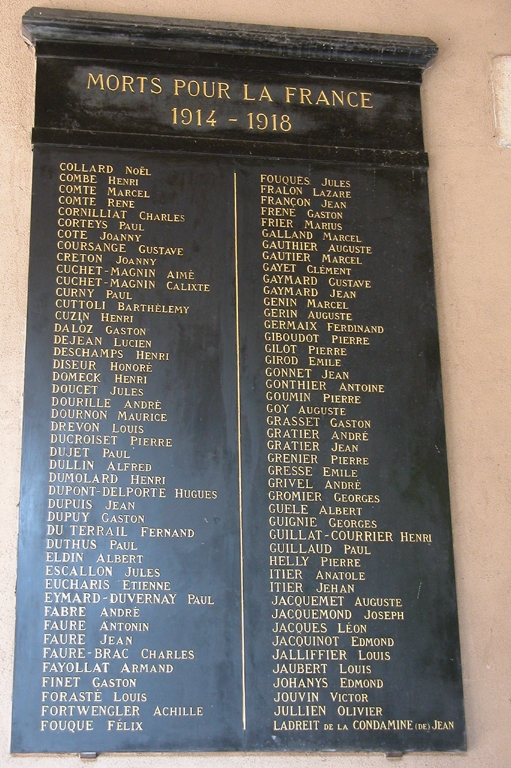 MORTS POUR LA FRANCE
1914 - 1918
COLLARD NOËL
COMBE HENRI
COMTE MARCEL
COMTE RENE
CORNILLIAT CHARLES
CORTEYS PAUL
COTE JOANNY
COURSANGE GUSTAVE
CRETON JOANNY
CUCHET-MAGNIN AIMÉ
CUCHET-MAGNIN CALIXTE
CURNY PAUL
CUTTOLI BARTHÉLEMY
CUZIN HENRI
DALOZ GASTON
DEJEAN LUCIEN
DESCHAMPS HENRI
DISEUR HONORÉ
DOMECK HENRI
DOUCET JULES
DOURILLE ANDRÉ
DOURNON MAURICE
DREVON LOUIS
DUCROISET PIERRE
DUJET PAUL
DULLIN ALFRED
DUMOLARD HENRI
DUPONT-DELPORTE HUGUES
DUPUIS JEAN
DUPUY GASTON
DU TERRAIL FERNAND
DUTHUS PAUL
ELDIN ALBERT
ESCALLON JULES
EUCHARIS ETIENNE
EYMARD-DUVERNAY PAUL
FABRE ANDRÉ
FAURE ANTONIN
FAURE JEAN
FAURE-BRAC CHARLES
FAYOLLAT ARMAND
FINET GASTON
FORASTÉ LOUIS
FORTWENGLER ACHILLE
FOUQUE FÉLIX
FOUQUES JULES
FRALON LAZARE
FRANÇON JEAN
FRENE GASTON
FRIER MARIUS
GALLAND MARCEL
GAUTHIER AUGUSTE
GAUTIER MARCEL
GAYET CLÉMENT
GAYMARD GUSTAVE
GAYMARD JEAN
GENIN MARCEL
GERIN AUGUSTE
GERMAIX FERDINAND
GIBOUDOT PIERRE
GILOT PIERRE
GIROD EMILE
GONNET JEAN
GONTHIER ANTOINE
GOUMIN PIERRE
GOY AUGUSTE
GRASSET GASTON
GRATIER ANDRÉ
GRATIER JEAN
GRENIER PIERRE
GRESSE EMILE
GRIVEL ANDRÉ
GROMIER GEORGES
GUELE ALBERT
GUIGNIE GEORGES
GUILLAT-COURRIER HENRI
GUILLAUD PAUL
HELLY PIERRE
ITIER ANATOLE
ITIER JEHAN
JACQUEMET AUGUSTE
JACQUEMOND JOSEPH
JACQUES LÉON
JACQUINOT EDMOND
JALLIFFIER LOUIS
JAUBERT LOUIS
JOHANYS EDMOND
JOUVIN VICTOR
JULLIEN OLIVIER
LADREIT DE LA CONDAMINE (DE) JEAN